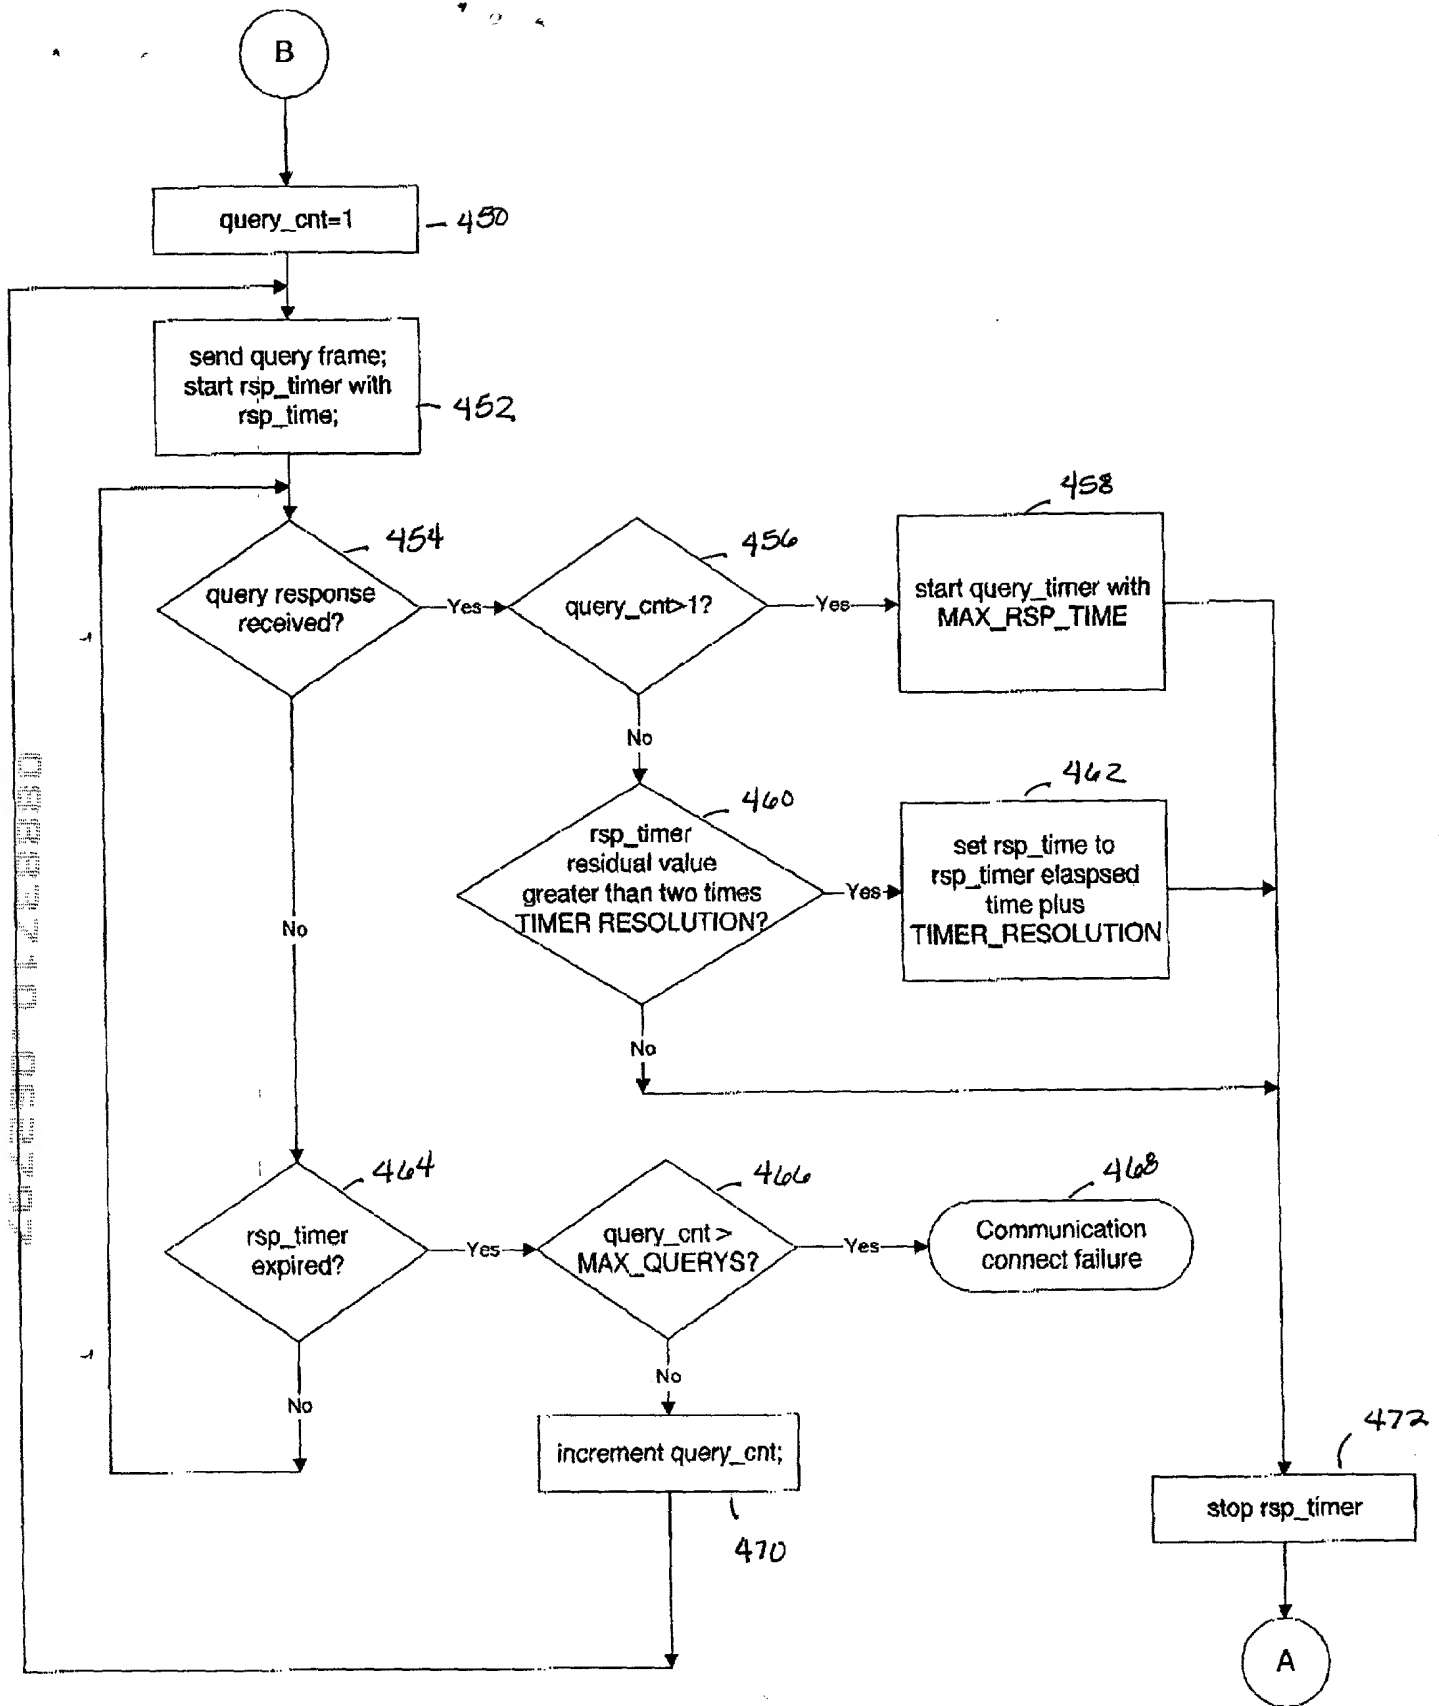 B
query_cnt=1
450
send query frame;
start rsp_timer with
rsp_time;
452
454
query response
received?
Yes
456
query_cnt>1?
Yes
458
start query_timer with
MAX_RSP_TIME
No
No
460
rsp_timer
residual value
greater than two times
TIMER RESOLUTION?
Yes
462
set rsp_time to
rsp_timer elaspsed
time plus
TIMER_RESOLUTION
No
464
rsp_timer
expired?
Yes
466
query_cnt >
MAX_QUERYS?
Yes
468
Communication
connect failure
No
No
increment query_cnt;
470
472
stop rsp_timer
A